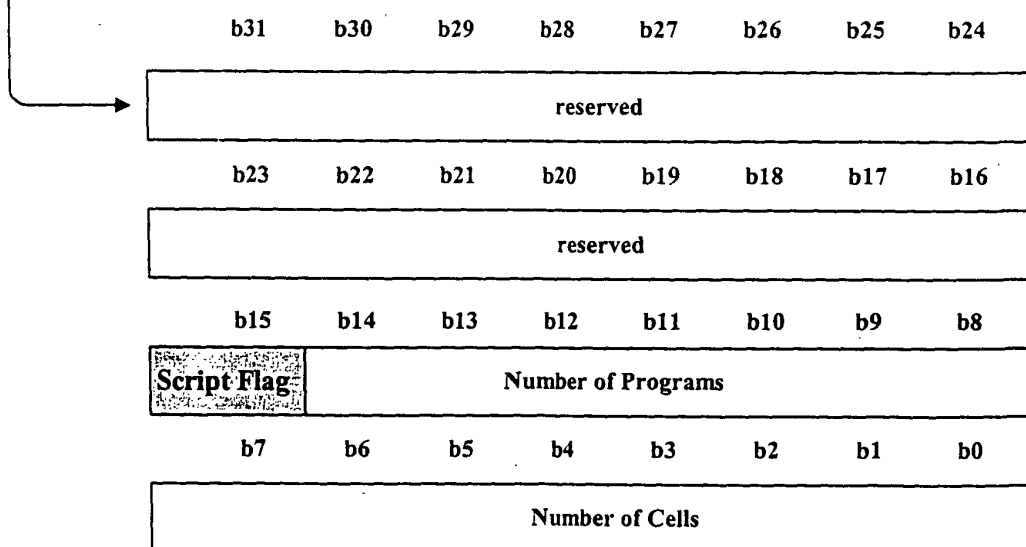 b31 b30 b29 b28 b27 b26 b25 b24
reserved
b23 b22 b21 b20 b19 b18 b17 b16
reserved
b15 b14 b13 b12 b11 b10 b9 b8
Script Flag Number of Programs
b7 b6 b5 b4 b3 b2 b1 b0
Number of Cells